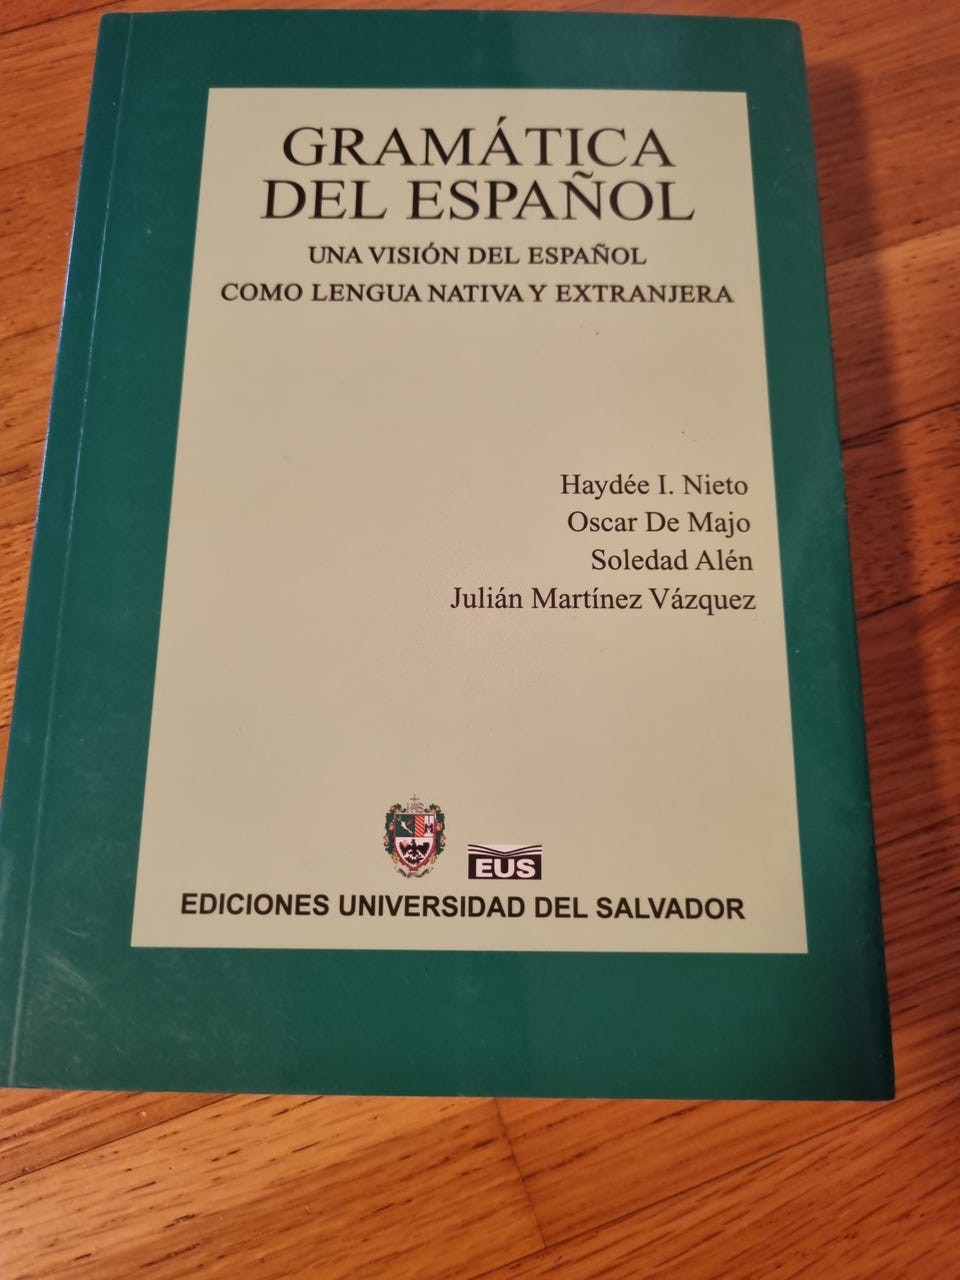 GRAMÁTICA
DEL ESPAÑOL
UNA VISIÓN DEL ESPAÑOL
COMO LENGUA NATIVA Y EXTRANJERA
Haydée I. Nieto
Oscar De Majo
Soledad Alén
Julián Martínez Vázquez
EUS
EDICIONES UNIVERSIDAD DEL SALVADOR